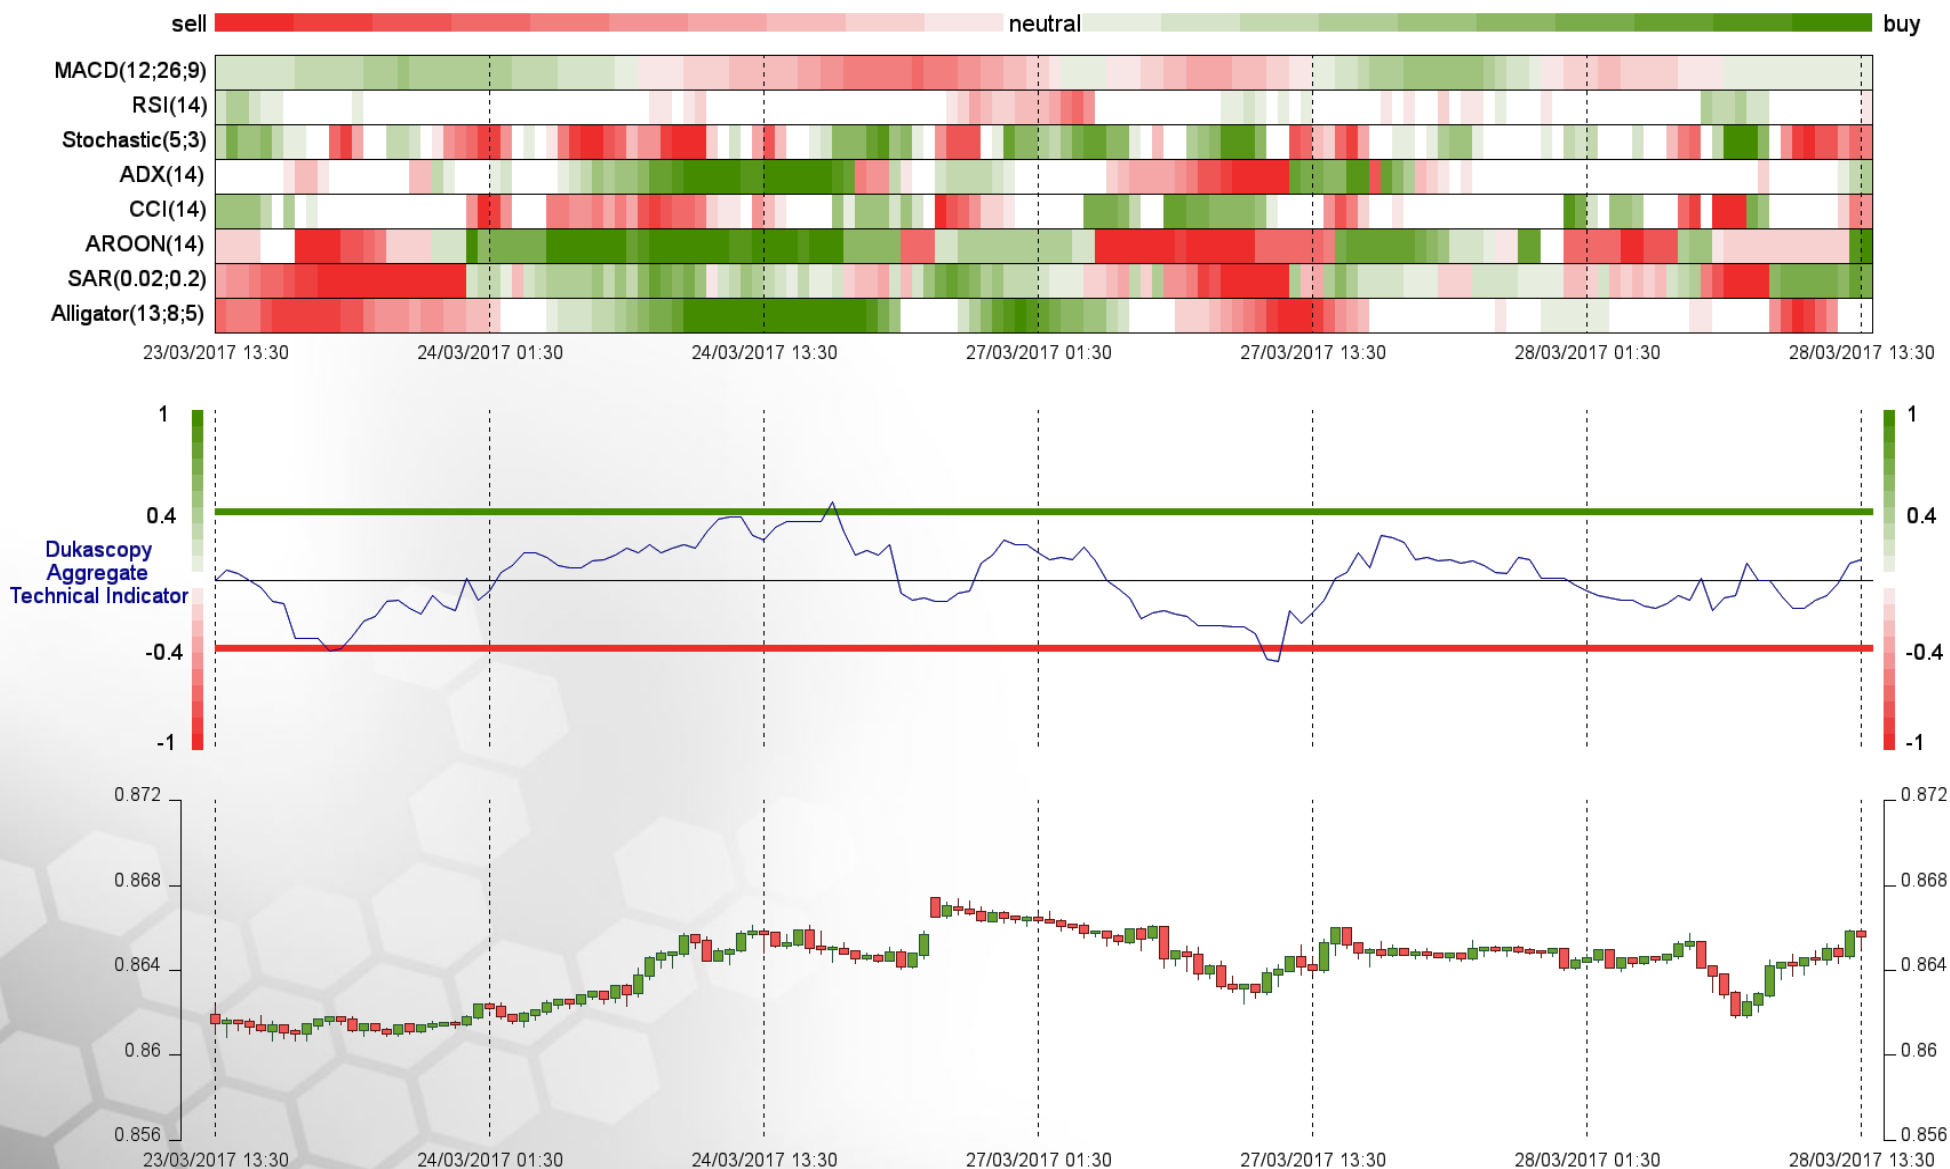 sell neutral buy
MACD(12;26;9)
RSI(14)
Stochastic(5;3)
ADX(14)
CCI(14)
AROON(14)
SAR(0.02;0.2)
Alligator(13;8;5)
23/03/2017 13:30 24/03/2017 01:30 24/03/2017 13:30 27/03/2017 01:30 27/03/2017 13:30 28/03/2017 01:30 28/03/2017 13:30
1 1
0.4 0.4
Dukascopy
Aggregate
Technical Indicator
-0.4 -0.4
-1 -1
0.872 0.872
0.868 0.868
0.864 0.864
0.86 0.86
0.856 0.856
23/03/2017 13:30 24/03/2017 01:30 24/03/2017 13:30 27/03/2017 01:30 27/03/2017 13:30 28/03/2017 01:30 28/03/2017 13:30